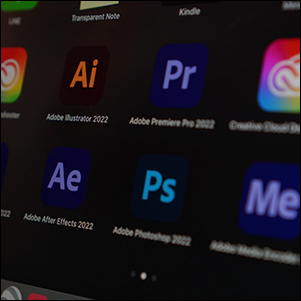 LINE
Transparent Note
Kindle
Ai
Pr
Adobe Illustrator 2022
Adobe Premiere Pro 2022
Creative Cloud
Ae
Ps
Me
2022
Adobe After Effects 2022
Adobe Photoshop 2022
Adobe Media Encoder